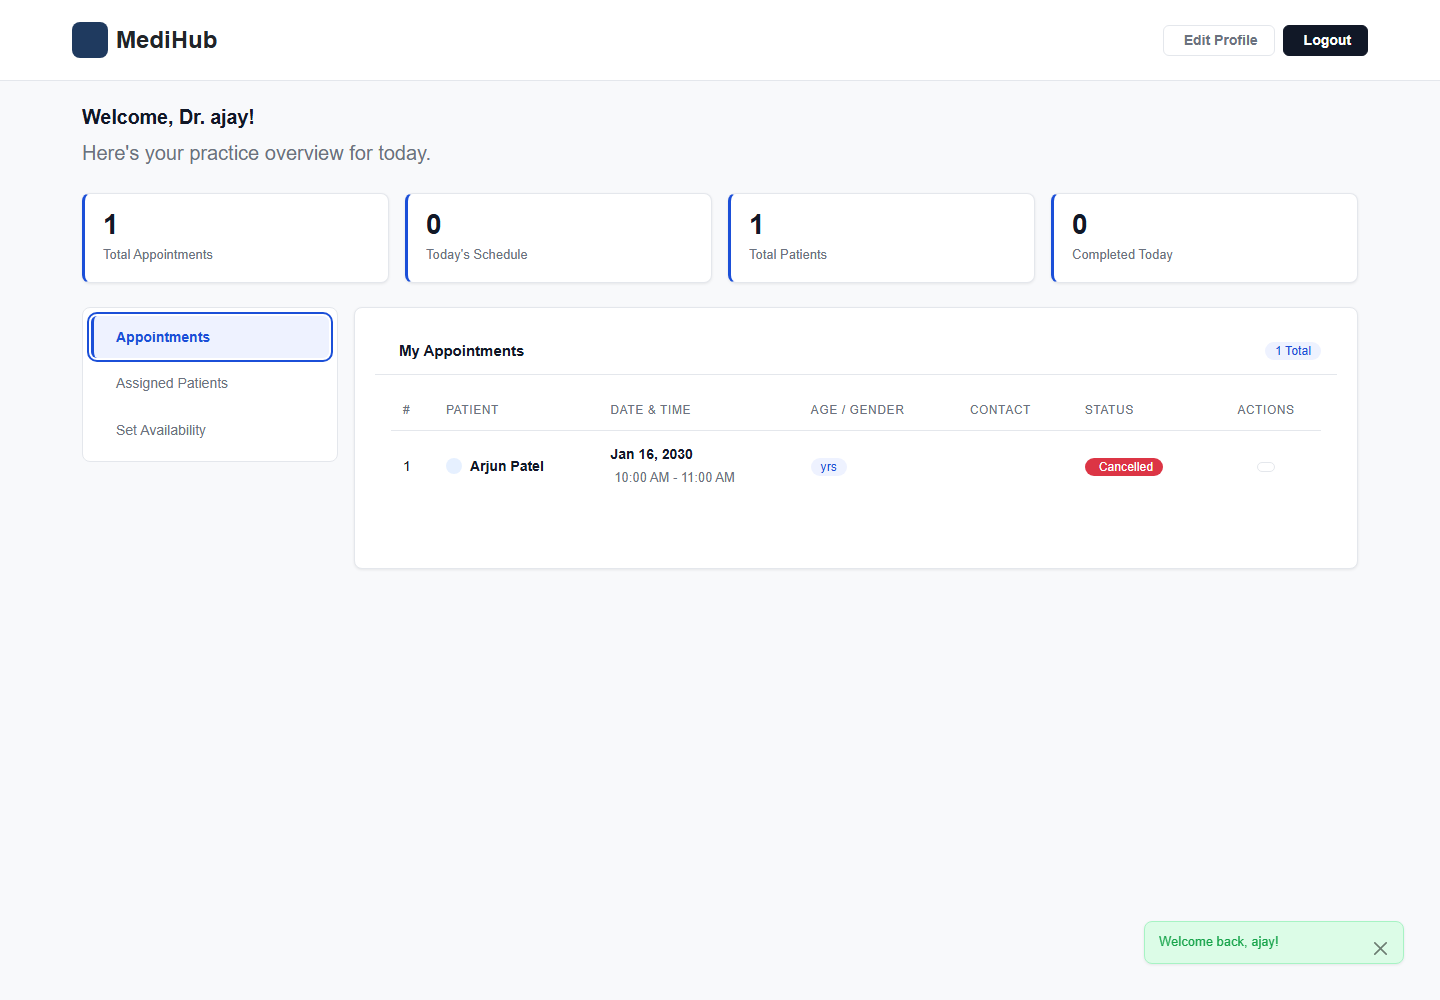 MediHub
Edit Profile
Logout
Welcome, Dr. ajay!
Here's your practice overview for today.
1
Total Appointments
0
Today's Schedule
1
Total Patients
0
Completed Today
Appointments
Assigned Patients
Set Availability
My Appointments
1 Total
# PATIENT DATE & TIME AGE / GENDER CONTACT STATUS ACTIONS
1 Arjun Patel Jan 16, 2030 yrs Cancelled
10:00 AM - 11:00 AM
Welcome back, ajay!